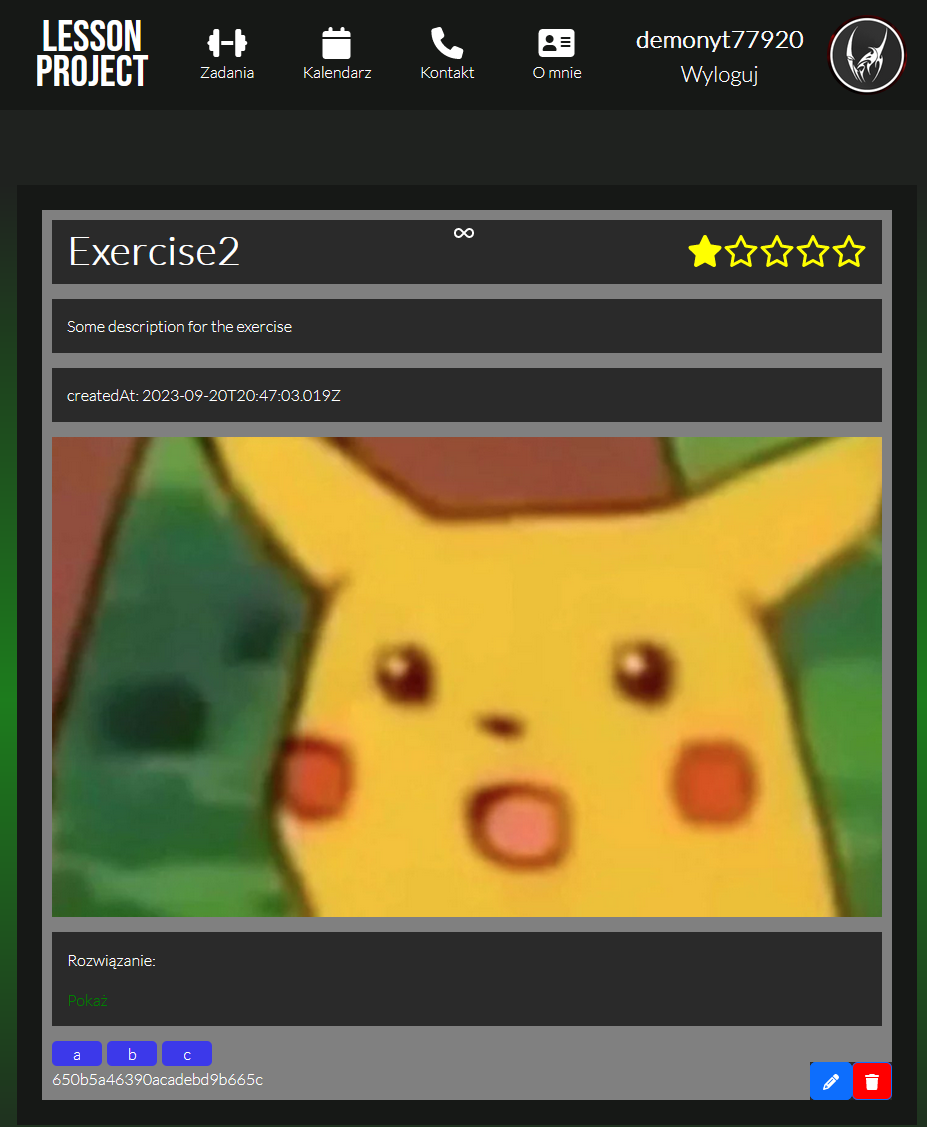 LESSON
PROJECT
Zadania
Kalendarz
Kontakt
O mnie
demonyt77920
Wyloguj
Exercise2
Some description for the exercise
createdAt: 2023-09-20T20:47:03.019Z
Rozwiązanie:
Pokaż
a b c
650b5a46390acadebd9b665c